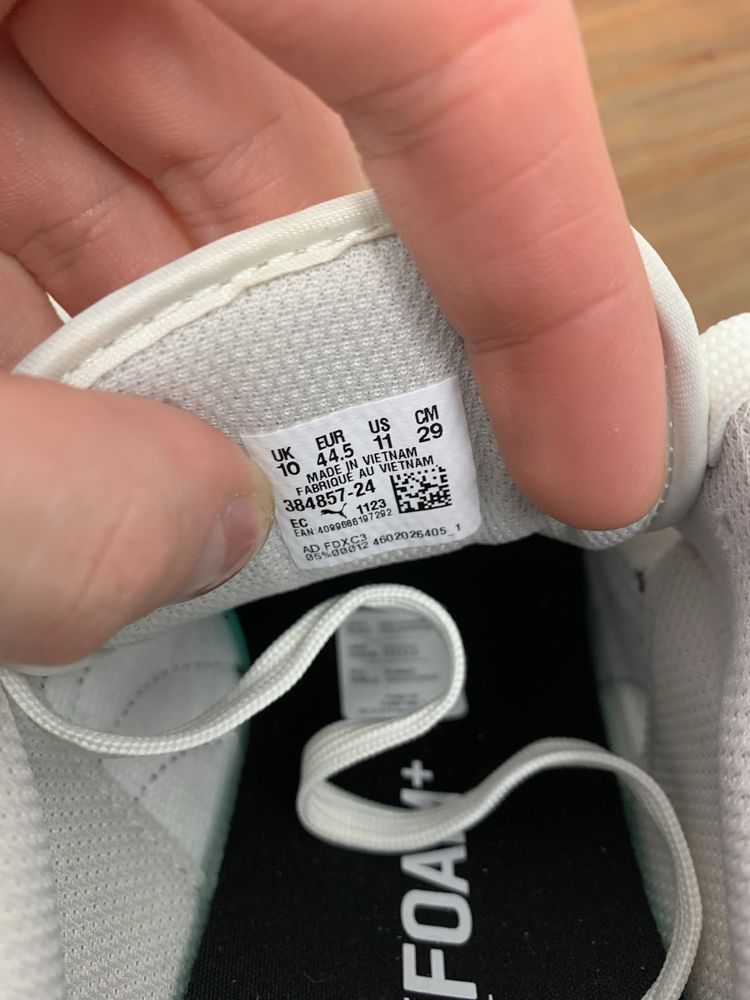 UK EUR US CM
10 44.5 11 29
MADE IN VIETNAM
FABRIQUÉ AU VIETNAM
384857-24
EC 1123
EAN:4099686197292
AD FDXC3
05%00012 4602026405_1
FOAM+